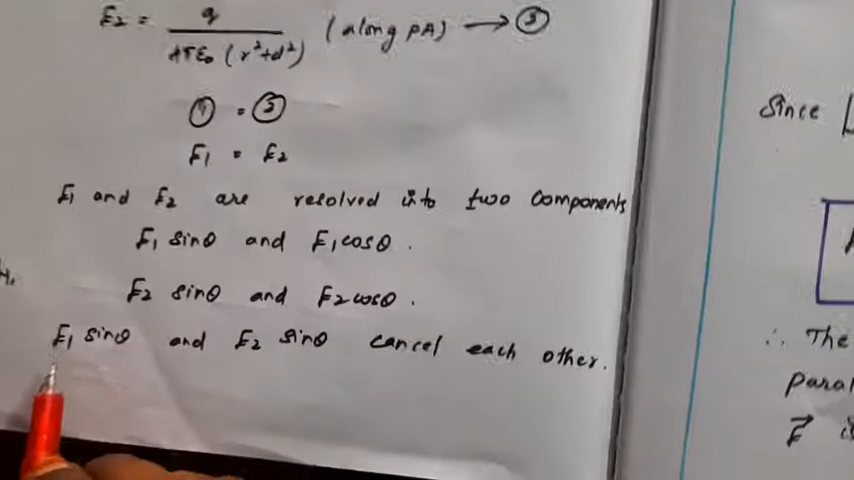 E₂ = q / 4πε₀ (r²+d²) (along PA) → ③
① = ③
E₁ = E₂
E₁ and E₂ are resolved into two components
E₁ sinθ and E₁cosθ.
E₂ sinθ and E₂cosθ.
E₁ sinθ and E₂ sinθ cancel each other.
Since
∴ The
E⃗